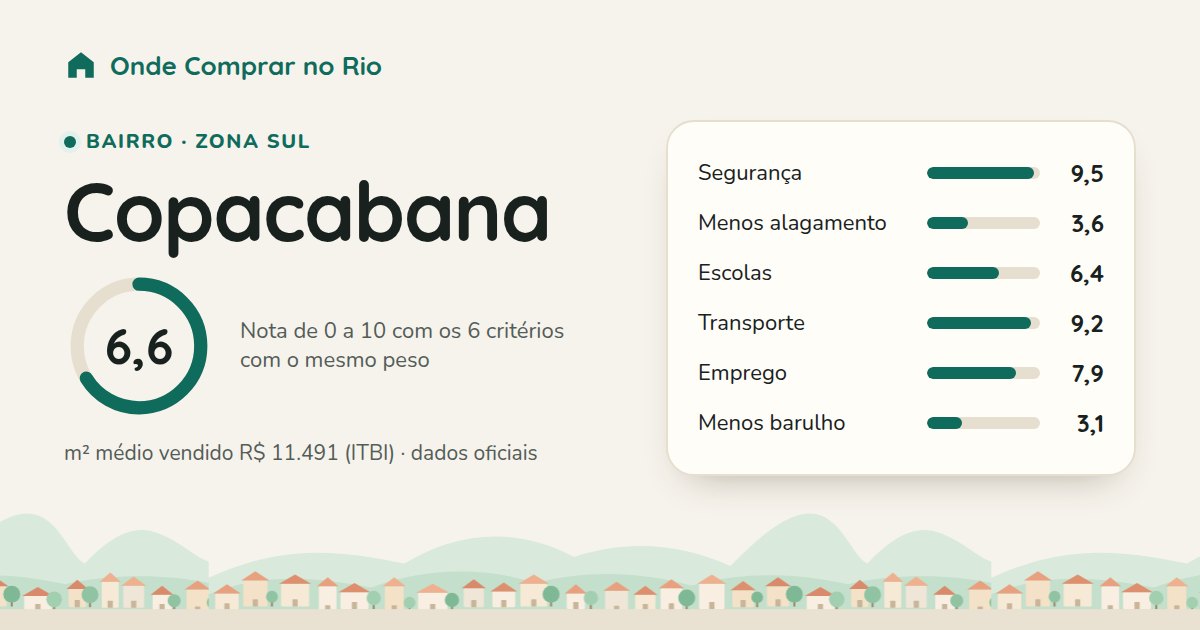 Onde Comprar no Rio
BAIRRO · ZONA SUL
Copacabana
6,6
Nota de 0 a 10 com os 6 critérios
com o mesmo peso
m² médio vendido R$ 11.491 (ITBI) · dados oficiais
Segurança 9,5
Menos alagamento 3,6
Escolas 6,4
Transporte 9,2
Emprego 7,9
Menos barulho 3,1